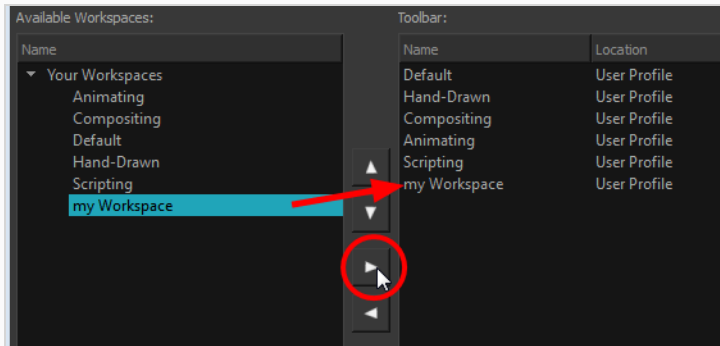 Available Workspaces:
Name
Your Workspaces
Animating
Compositing
Default
Hand-Drawn
Scripting
my Workspace
Toolbar:
Name Location
Default User Profile
Hand-Drawn User Profile
Compositing User Profile
Animating User Profile
Scripting User Profile
my Workspace User Profile